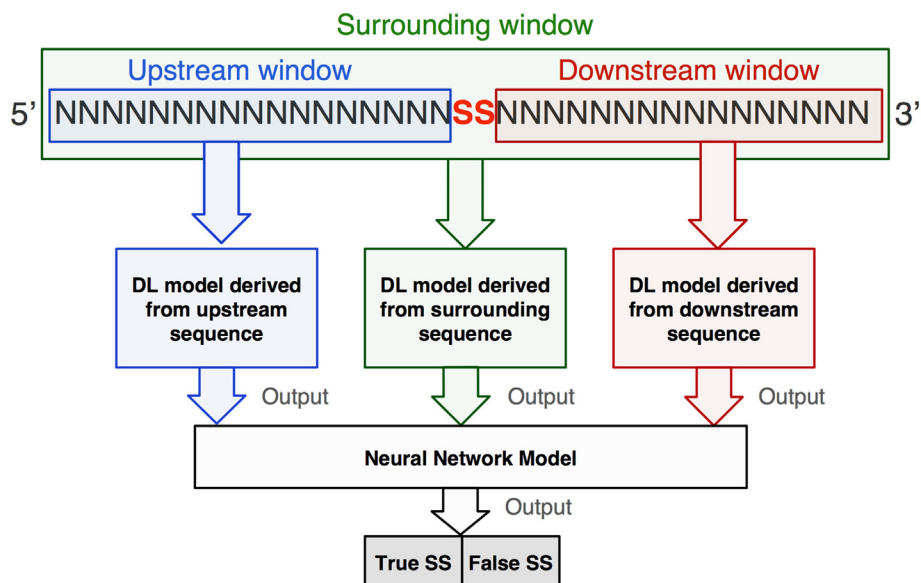 Surrounding window
Upstream window Downstream window
5’ NNNNNNNNNNNNNNNNNSSNNNNNNNNNNNNNNNN 3’
DL model derived
from upstream
sequence
DL model derived
from surrounding
sequence
DL model derived
from downstream
sequence
Output Output Output
Neural Network Model
Output
True SS False SS